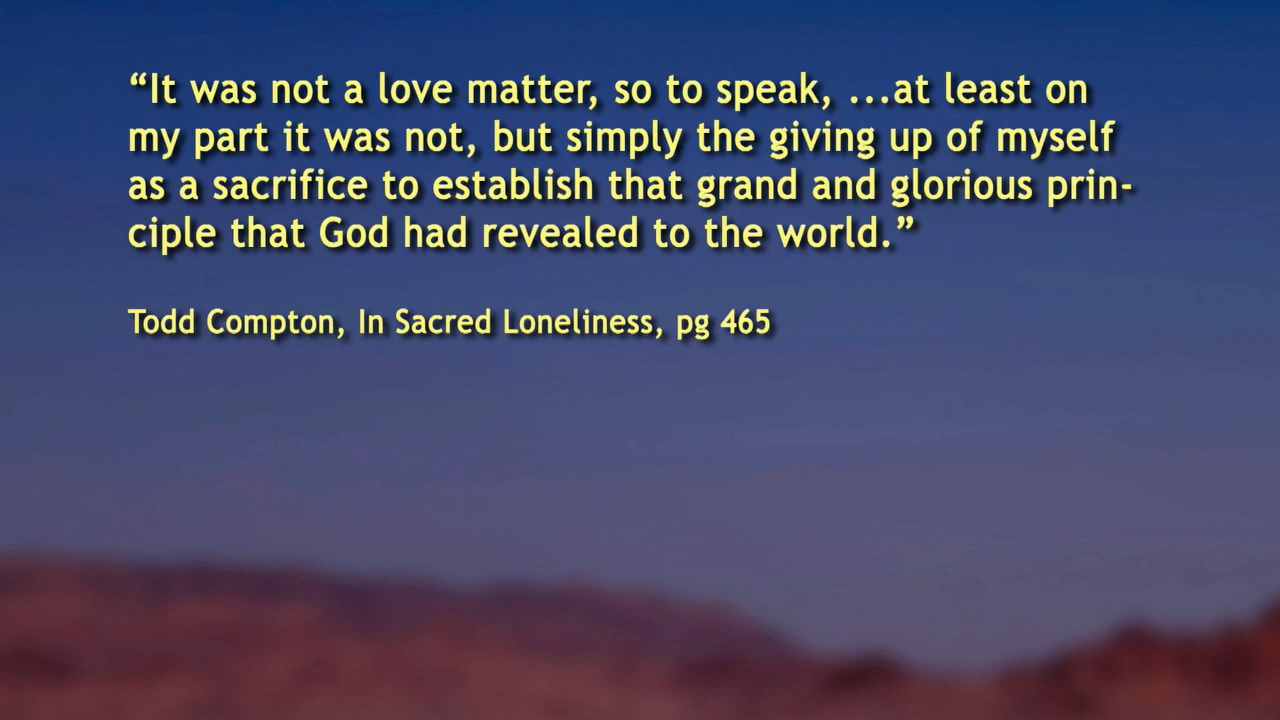 “It was not a love matter, so to speak, ...at least on
my part it was not, but simply the giving up of myself
as a sacrifice to establish that grand and glorious prin-
ciple that God had revealed to the world.”
Todd Compton, In Sacred Loneliness, pg 465